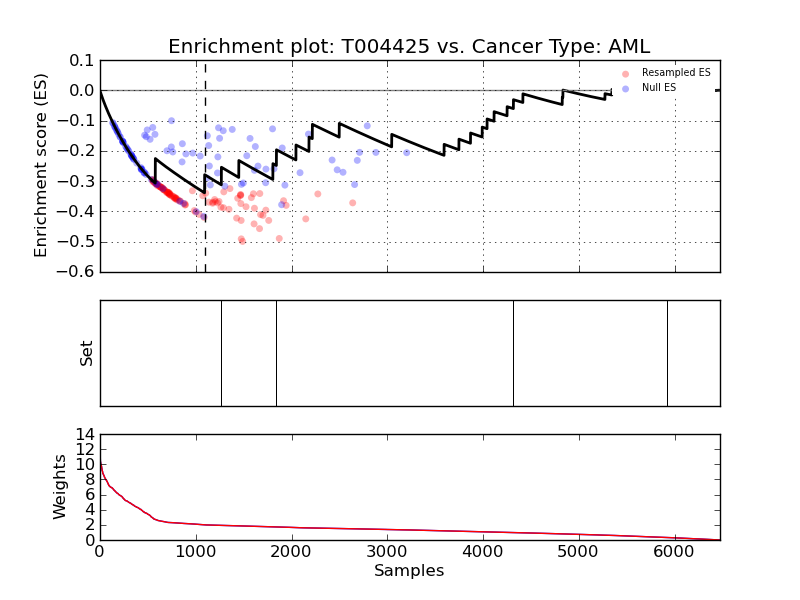 Enrichment plot: T004425 vs. Cancer Type: AML
0.1
0.0
−0.1
−0.2
−0.3
−0.4
−0.5
−0.6
Enrichment score (ES)
Resampled ES
Null ES
Set
14
12
10
8
6
4
2
0
Weights
0 1000 2000 3000 4000 5000 6000
Samples